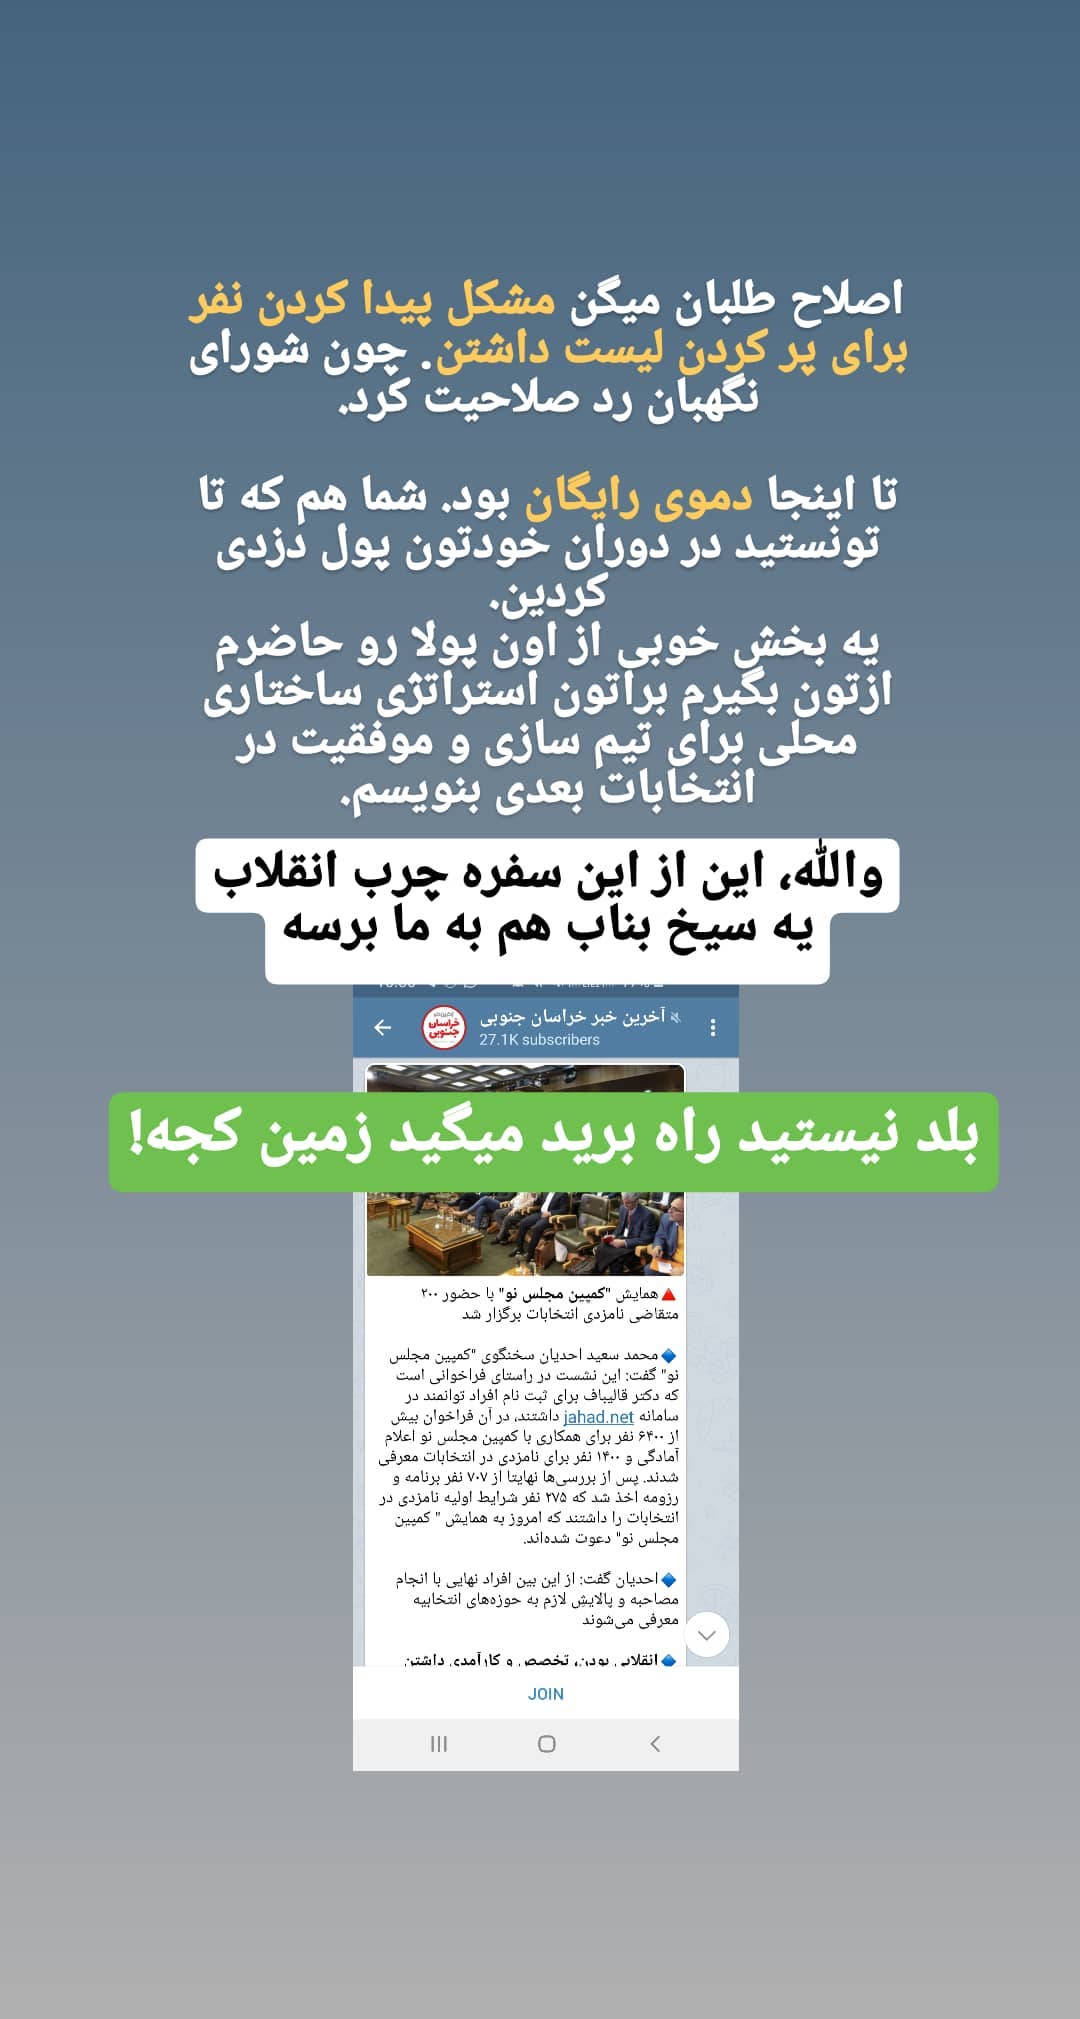 اصلاح طلبان میگن مشکل پیدا کردن نفر
برای پر کردن لیست داشتن. چون شورای
نگهبان رد صلاحیت کرد.
تا اینجا دموی رایگان بود. شما هم که تا
تونستید در دوران خودتون پول دزدی
کردین.
یه بخش خوبی از اون پولا رو حاضرم
ازتون بگیرم براتون استراتژی ساختاری
محلی برای تیم سازی و موفقیت در
انتخابات بعدی بنویسم.
والله، این از این سفره چرب انقلاب
یه سیخ بناب هم به ما برسه
آخرین خبر خراسان جنوبی
27.1K subscribers
خراسان
جنوبی
بلد نیستید راه برید میگید زمین کجه!
🔺همایش "کمپین مجلس نو" با حضور ۲۰۰
متقاضی نامزدی انتخابات برگزار شد
🔹محمد سعید احدیان سخنگوی "کمپین مجلس
نو" گفت: این نشست در راستای فراخوانی است
که دکتر قالیباف برای ثبت نام افراد توانمند در
سامانه jahad.net داشتند، در آن فراخوان بیش
از ۶۴۰۰ نفر برای همکاری با کمپین مجلس نو اعلام
آمادگی و ۱۴۰۰ نفر برای نامزدی در انتخابات معرفی
شدند. پس از بررسی‌ها نهایتا از ۷۰۷ نفر برنامه و
رزومه اخذ شد که ۲۷۵ نفر شرایط اولیه نامزدی در
انتخابات را داشتند که امروز به همایش " کمپین
مجلس نو" دعوت شده‌اند.
🔹احدیان گفت: از این بین افراد نهایی با انجام
مصاحبه و پالایش لازم به حوزه‌های انتخابیه
معرفی می‌شوند
🔹انقلابی بودن، تخصص و کارآمدی داشتن
JOIN